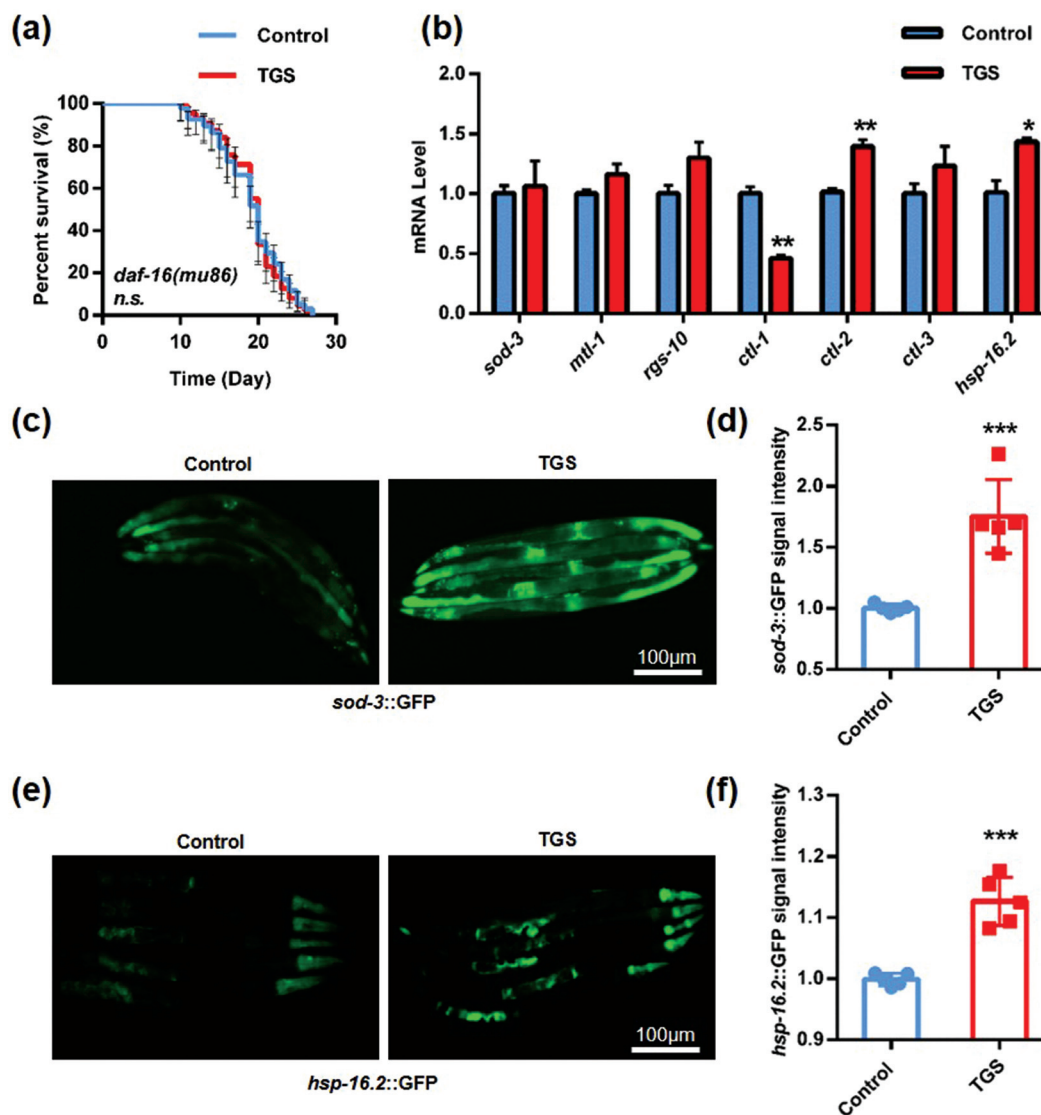 (a)
Control
TGS
Percent survival (%)
100
80
60
40
20
0
daf-16(mu86)
n.s.
0 10 20 30
Time (Day)
(b)
Control
TGS
mRNA Level
2.0
1.5
1.0
0.5
0.0
**
**
*
sod-3 mtl-1 rgs-10 ctl-1 ctl-2 ctl-3 hsp-16.2
(c)
Control TGS
100μm
sod-3::GFP
(d)
sod-3::GFP signal intensity
2.5
2.0
1.5
1.0
0.5
***
Control TGS
(e)
Control TGS
100μm
hsp-16.2::GFP
(f)
hsp-16.2::GFP signal intensity
1.3
1.2
1.1
1.0
0.9
***
Control TGS